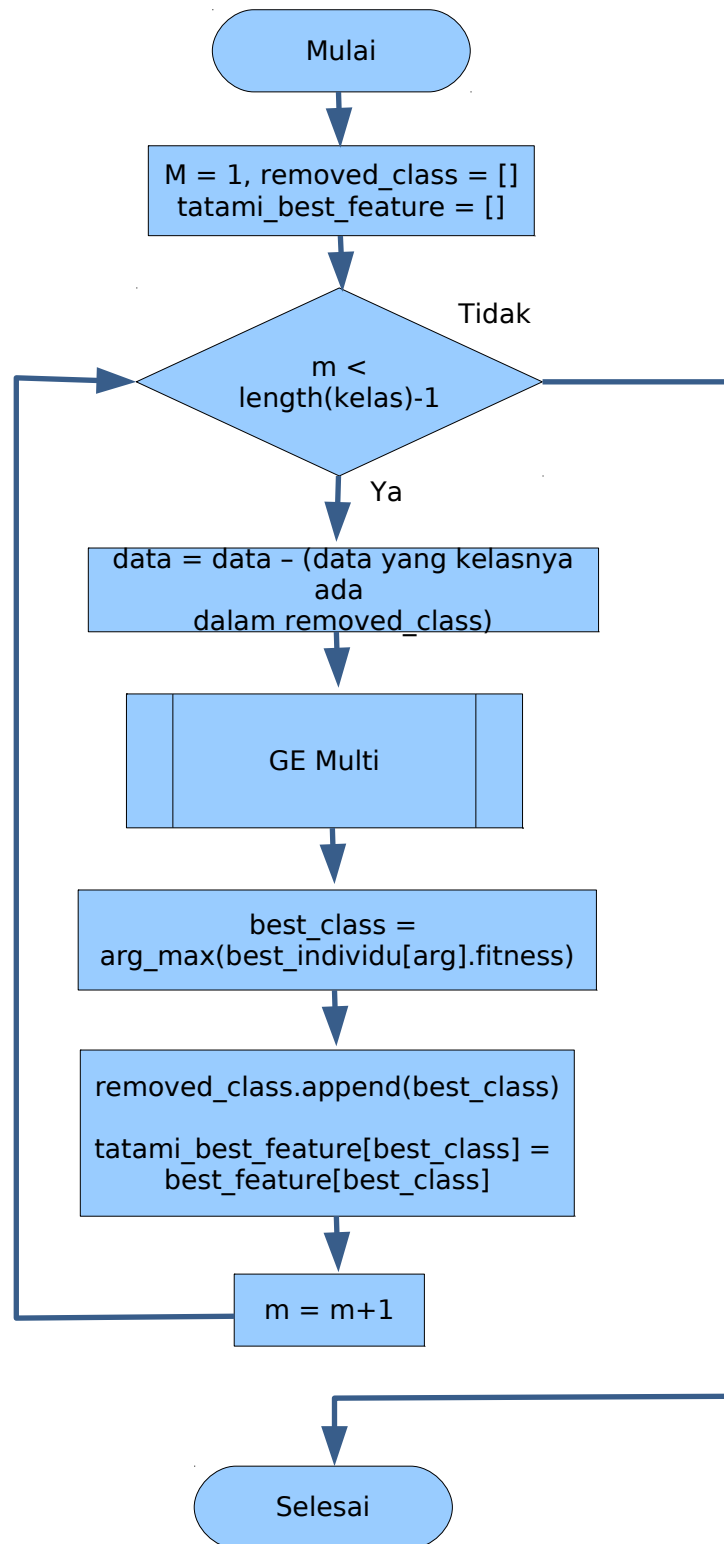 Mulai
M = 1, removed_class = []
tatami_best_feature = []
Tidak
m <
length(kelas)-1
Ya
data = data – (data yang kelasnya
ada
dalam removed_class)
GE Multi
best_class =
arg_max(best_individu[arg].fitness)
removed_class.append(best_class)
tatami_best_feature[best_class] =
best_feature[best_class]
m = m+1
Selesai